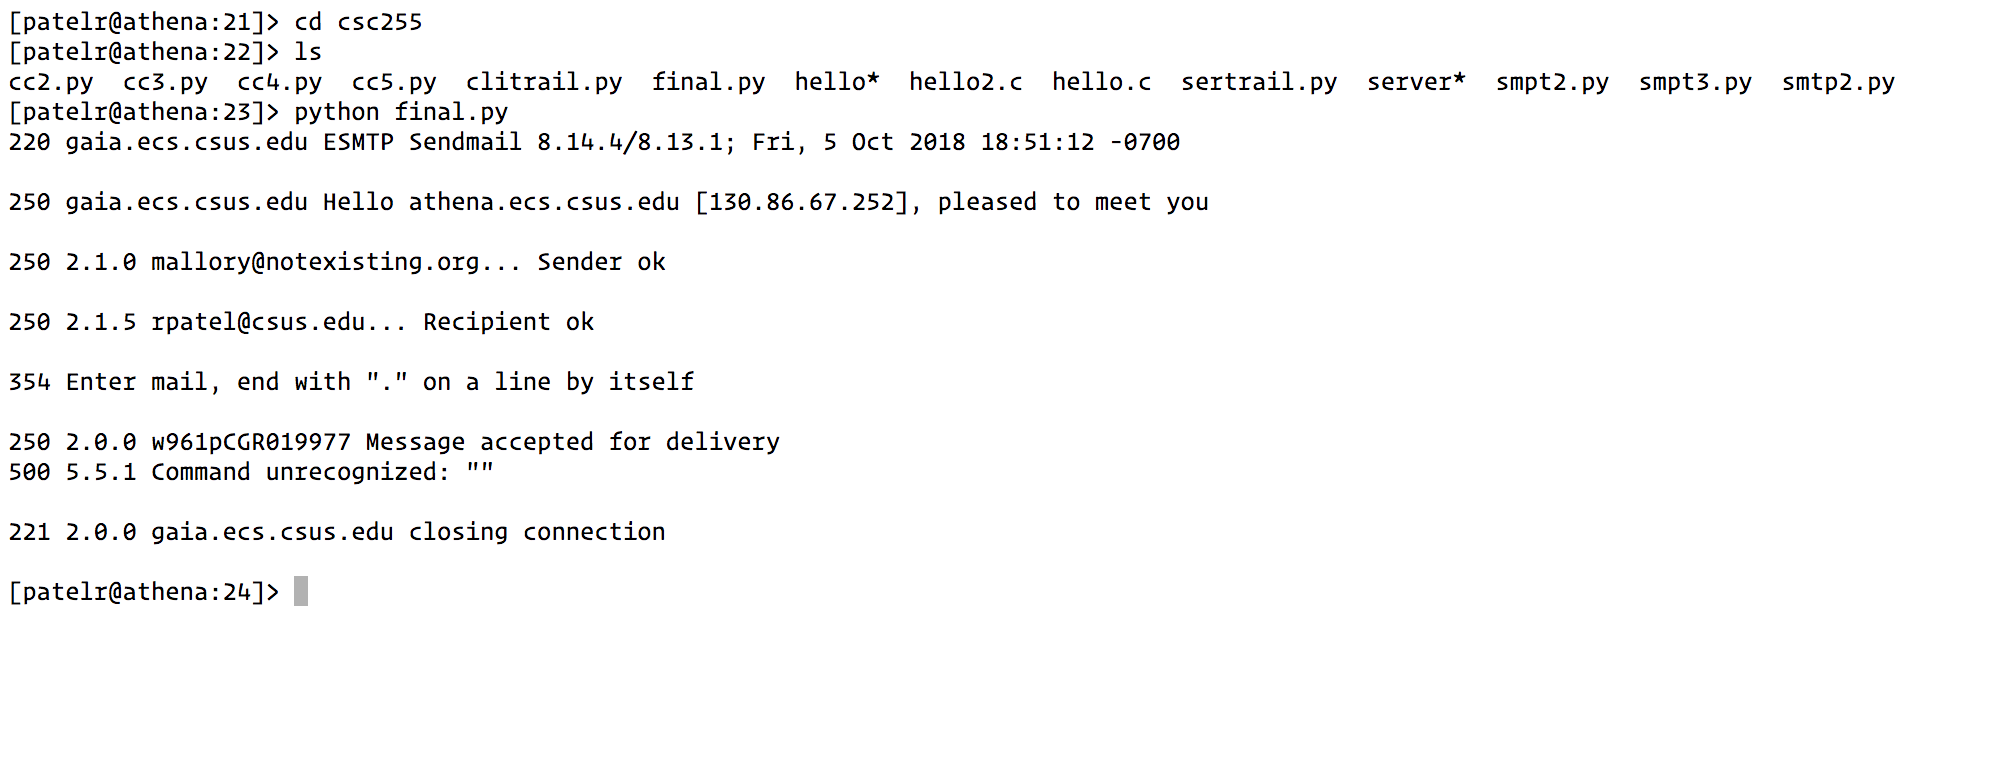 [patelr@athena:21]> cd csc255
[patelr@athena:22]> ls
cc2.py  cc3.py  cc4.py  cc5.py  clitrail.py  final.py  hello*  hello2.c  hello.c  sertrail.py  server*  smpt2.py  smpt3.py  smtp2.py
[patelr@athena:23]> python final.py
220 gaia.ecs.csus.edu ESMTP Sendmail 8.14.4/8.13.1; Fri, 5 Oct 2018 18:51:12 -0700
250 gaia.ecs.csus.edu Hello athena.ecs.csus.edu [130.86.67.252], pleased to meet you
250 2.1.0 mallory@notexisting.org... Sender ok
250 2.1.5 rpatel@csus.edu... Recipient ok
354 Enter mail, end with "." on a line by itself
250 2.0.0 w961pCGR019977 Message accepted for delivery
500 5.5.1 Command unrecognized: ""
221 2.0.0 gaia.ecs.csus.edu closing connection
[patelr@athena:24]>